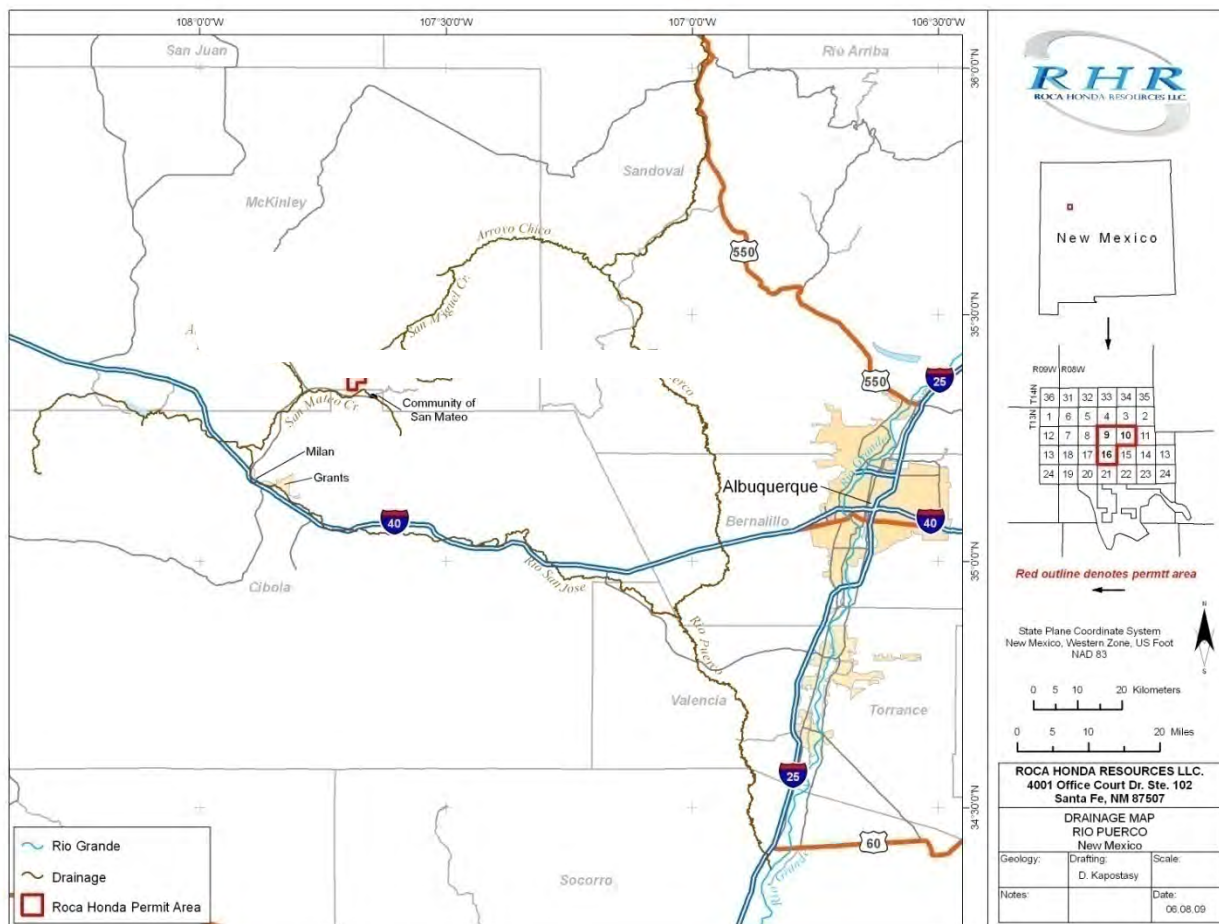 108°0'0"W
107°30'0"W
107°0'0"W
106°30'0"W
San Juan
Rio Arriba
36°0'0"N
Sandoval
McKinley
Arroyo Chico
550
San Miguel Cr.
A.
35°30'0"N
550
25
erco
Community of
San Mateo
San Mateo Cr.
Milan
Grants
Rio Grande
Albuquerque
40
Bernalillo
40
35°0'0"N
Rio San Jose
Cibola
Rio Puerco
Valencia
Torrance
25
34°30'0"N
60
Rio Grande
Socorro
Rio Grande
Drainage
Roca Honda Permit Area
RHR
ROCA HONDA RESOURCES LLC.
New Mexico
R09W R08W
T14N
T13N
36 31 32 33 34 35
1 6 5 4 3 2
12 7 8 9 10 11
13 18 17 16 15 14 13
24 19 20 21 22 23 24
Red outline denotes permtt area
N
S
State Plane Coordinate System
New Mexico, Western Zone, US Foot
NAD 83
0 5 10 20 Kilometers
0 5 10 20 Miles
ROCA HONDA RESOURCES LLC.
4001 Office Court Dr. Ste. 102
Santa Fe, NM 87507
DRAINAGE MAP
RIO PUERCO
New Mexico
Geology:
Drafting:
D. Kapostasy
Scale:
Notes:
Date:
06.08.09